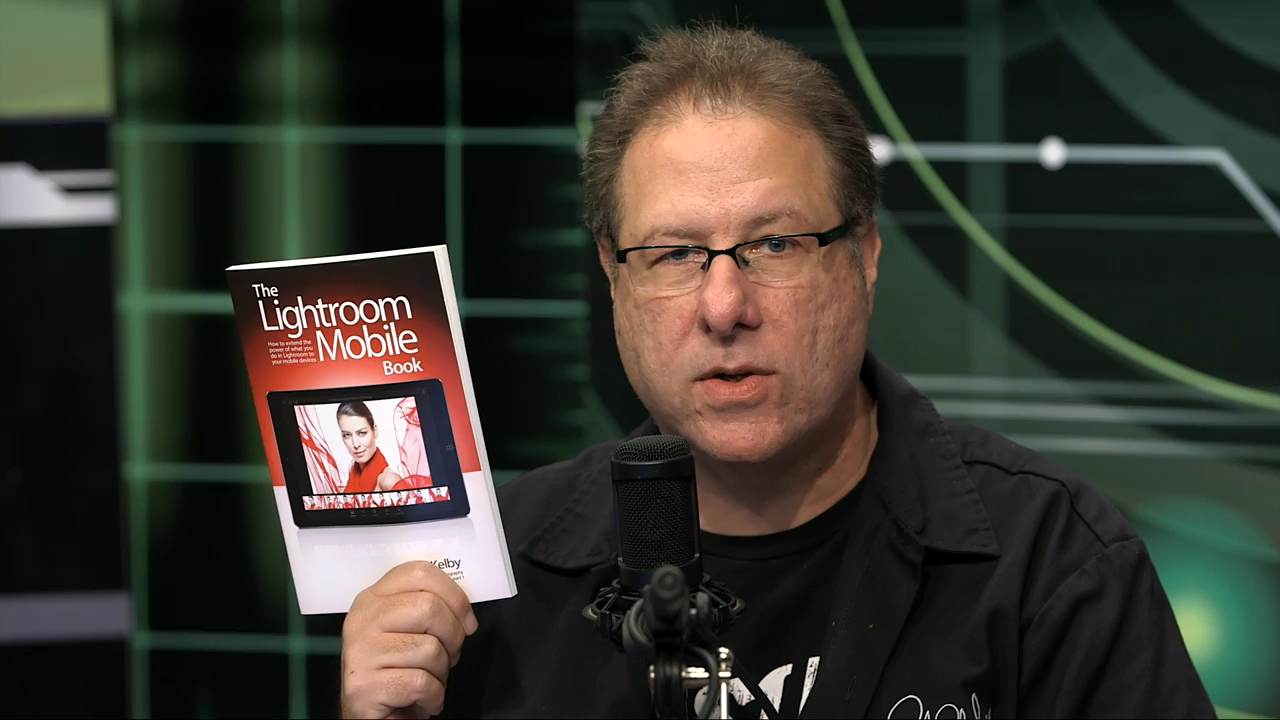 The
Lightroom
Mobile
Book
How to extend the
power of what you
do in Lightroom to
your mobile devices
Kelby